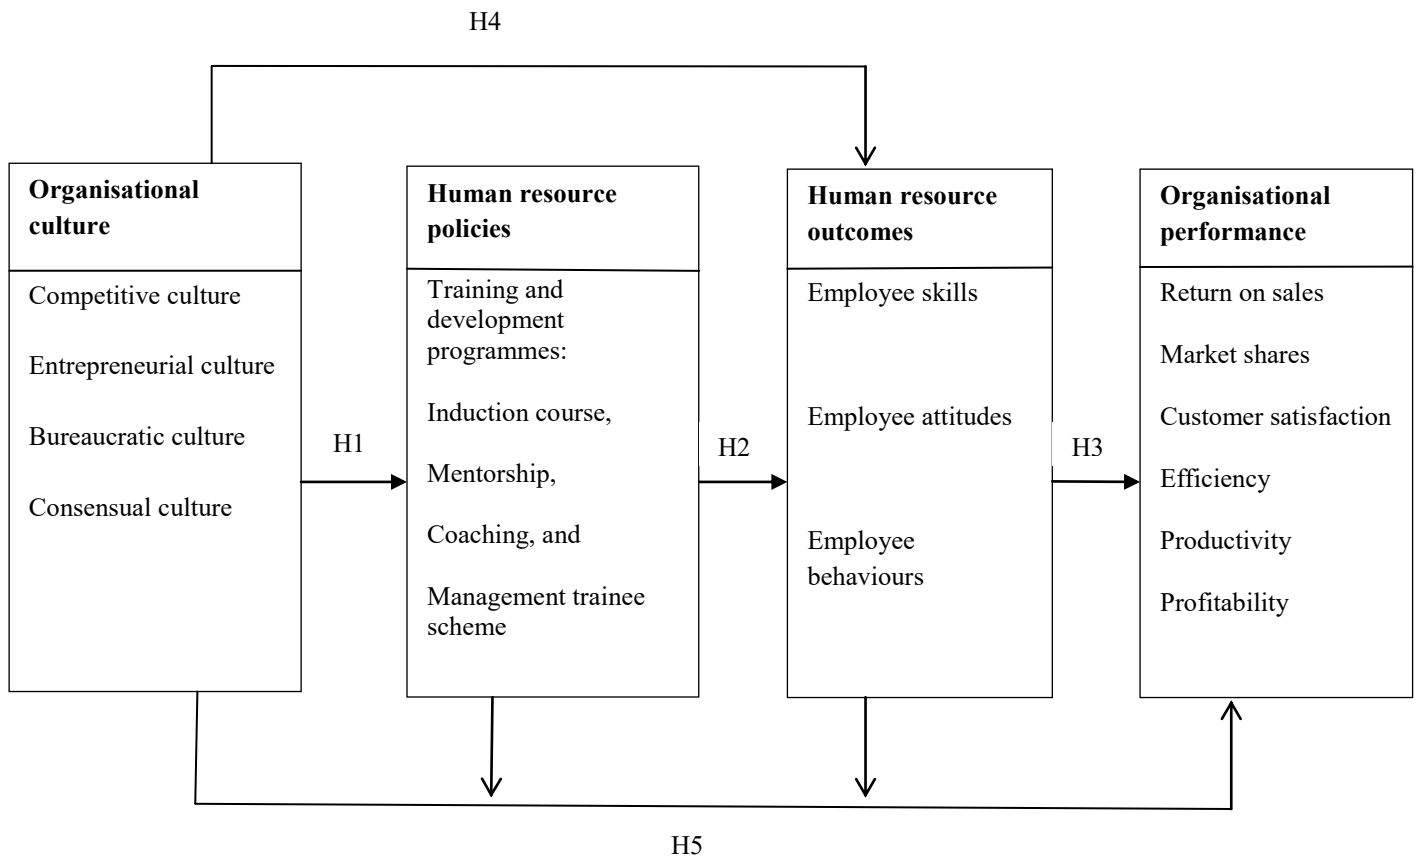 H4
Organisational
culture
Competitive culture
Entrepreneurial culture
Bureaucratic culture
Consensual culture
H1
Human resource
policies
Training and
development
programmes:
Induction course,
Mentorship,
Coaching, and
Management trainee
scheme
H2
Human resource
outcomes
Employee skills
Employee attitudes
Employee
behaviours
H3
Organisational
performance
Return on sales
Market shares
Customer satisfaction
Efficiency
Productivity
Profitability
H5